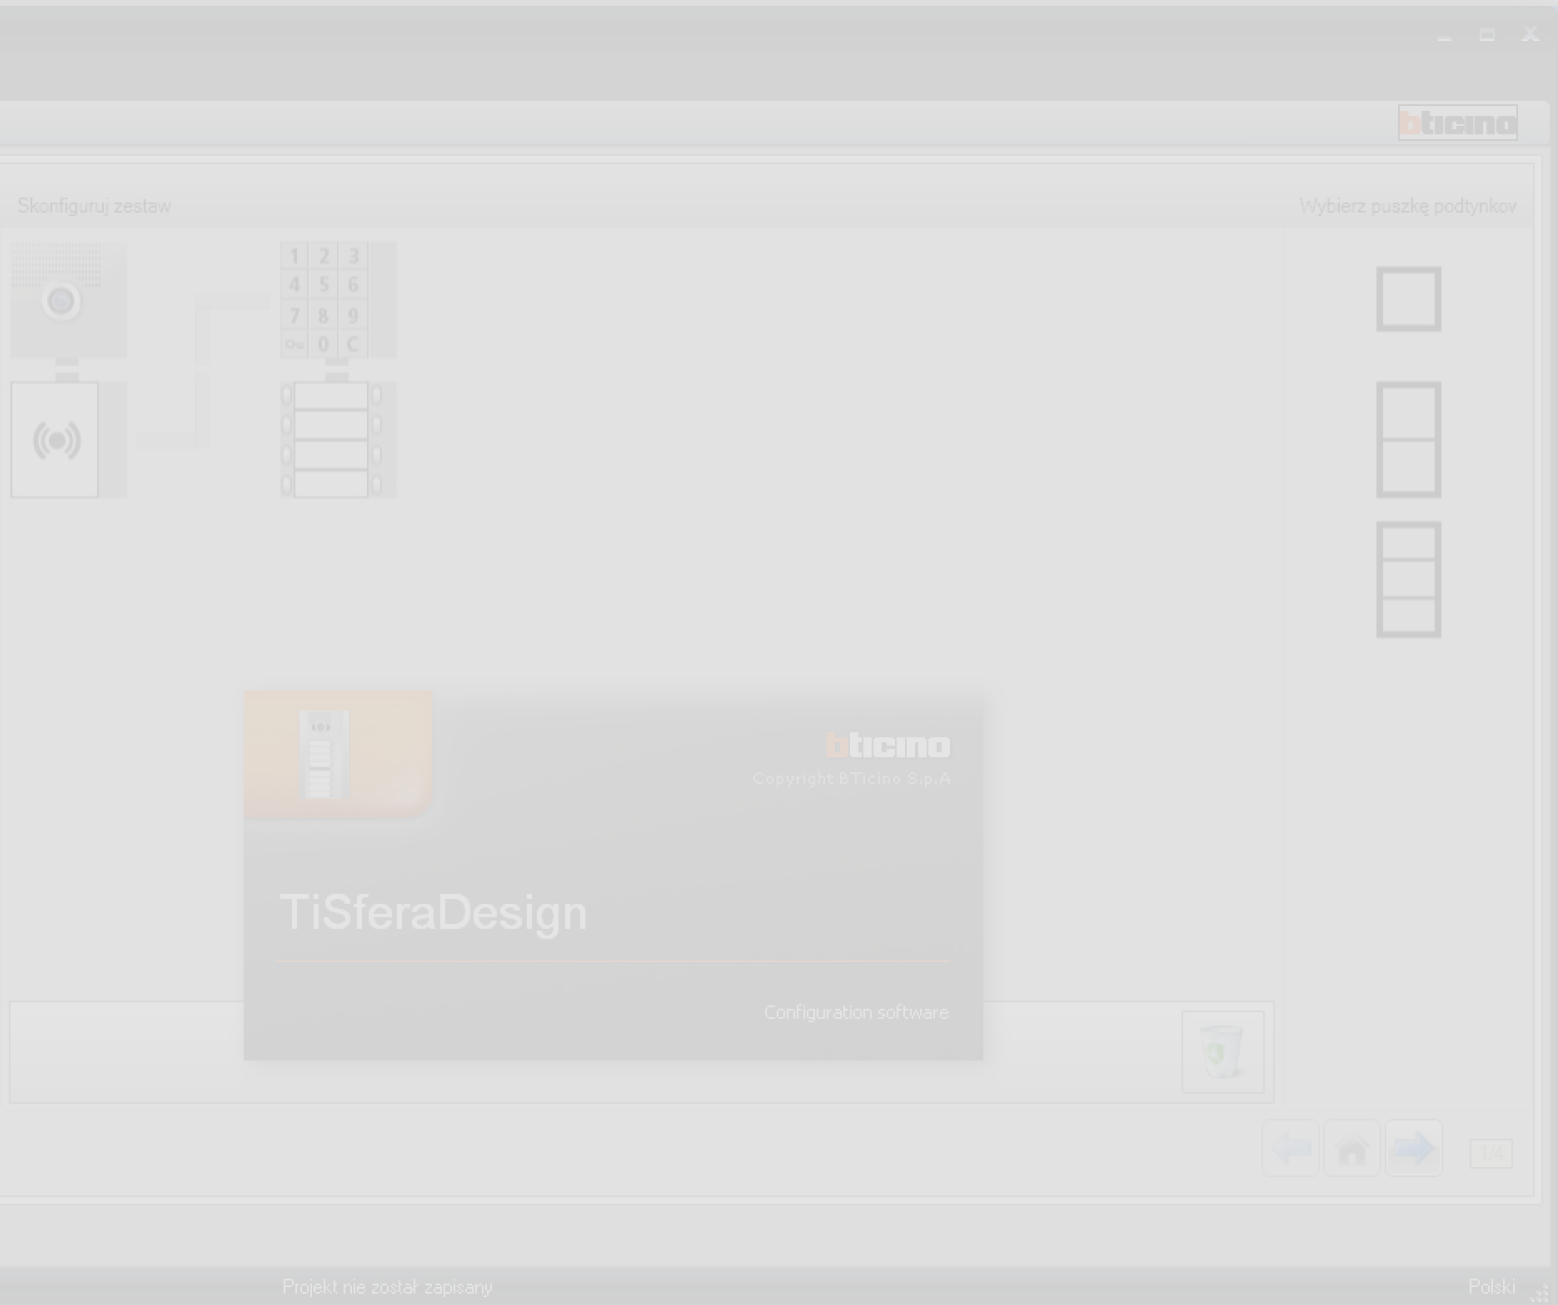 bticino
Skonfiguruj zestaw
Wybierz puszkę podtynkov
1 2 3
4 5 6
7 8 9
0 C
bticino
Copyright BTicino S.p.A
TiSferaDesign
Configuration software
1/4
Projekt nie został zapisany
Polski